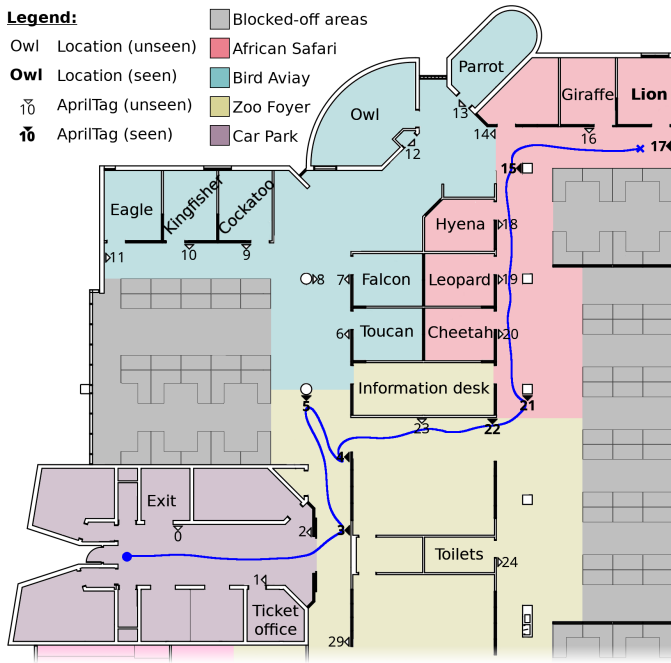 Legend:
Owl Location (unseen)
Owl Location (seen)
10 AprilTag (unseen)
10 AprilTag (seen)
Blocked-off areas
African Safari
Bird Aviay
Zoo Foyer
Car Park
Parrot
Owl
Giraffe
Lion
13
14
12
16
17
15
Eagle
Kingfisher
Cockatoo
Hyena
18
11
10
9
8
7
Falcon
Leopard
19
6
Toucan
Cheetah
20
Information desk
5
21
23
22
4
Exit
0
2
3
Toilets
24
1
Ticket
office
29